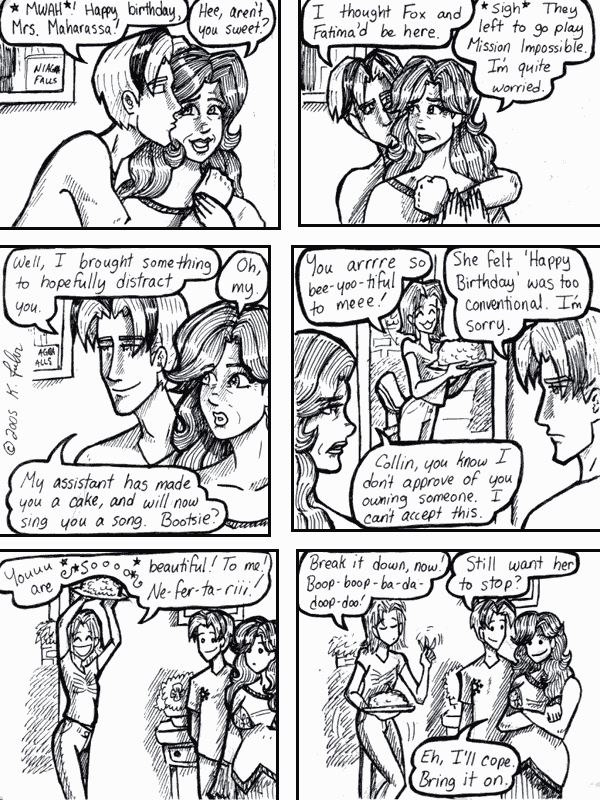 * MWAH*! Happy birthday,
Mrs. Maharassa!
Hee, aren't
you sweet?
NIAGRA
FALLS
I thought Fox and
Fatima'd be here.
*Sigh* They
left to go play
Mission Impossible.
I'm quite
worried.
Well, I brought something
to hopefully distract
you.
Oh,
my.
AGRA
ALLS
© 2005 K.
My assistant has made
you a cake, and will now
sing you a song. Bootsie?
You arrrre so
bee-yoo-tiful
to meee!
She felt 'Happy
Birthday' was too
conventional. I'm
sorry.
Collin, you know I
don't approve of you
owning someone. I
can't accept this.
Youuu
are *Soooo*
beautiful! To me!
Ne-fer-ta-riii!
Break it down, now!
Boop-boop-ba-da-
doop-doo!
Still want her
to stop?
Eh, I'll cope.
Bring it on.